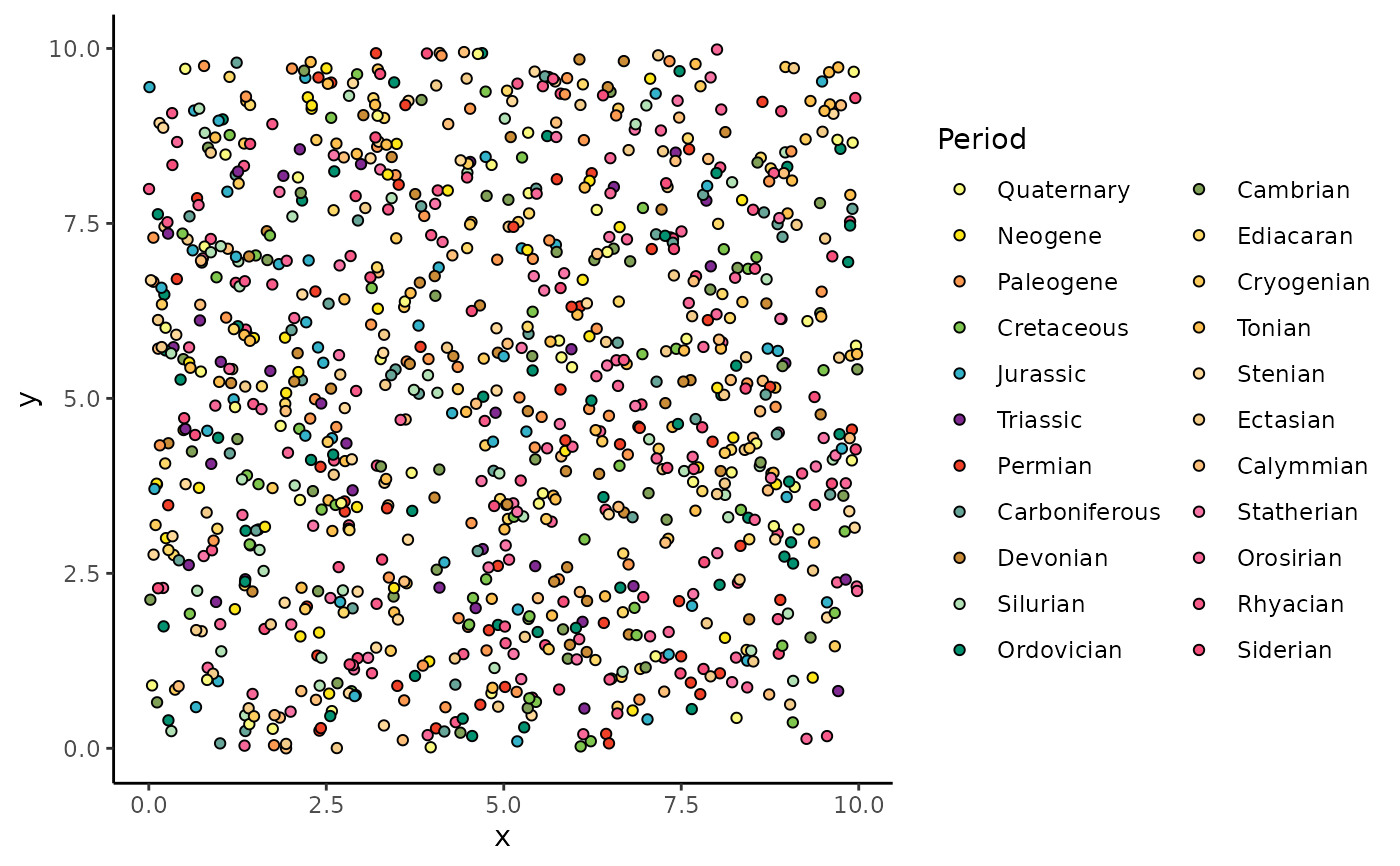 10.0
7.5
5.0
2.5
0.0
y
0.0 2.5 5.0 7.5 10.0
x
Period
Quaternary
Neogene
Paleogene
Cretaceous
Jurassic
Triassic
Permian
Carboniferous
Devonian
Silurian
Ordovician
Cambrian
Ediacaran
Cryogenian
Tonian
Stenian
Ectasian
Calymmian
Statherian
Orosirian
Rhyacian
Siderian